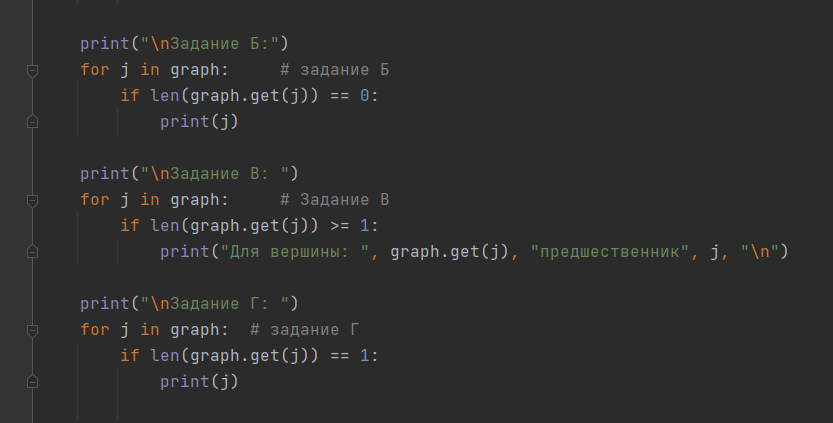 print("\nЗадание Б:")
for j in graph:     # задание Б
    if len(graph.get(j)) == 0:
        print(j)

print("\nЗадание В: ")
for j in graph:     # Задание В
    if len(graph.get(j)) >= 1:
        print("Для вершины: ", graph.get(j), "предшественник", j, "\n")

print("\nЗадание Г: ")
for j in graph:  # задание Г
    if len(graph.get(j)) == 1:
        print(j)